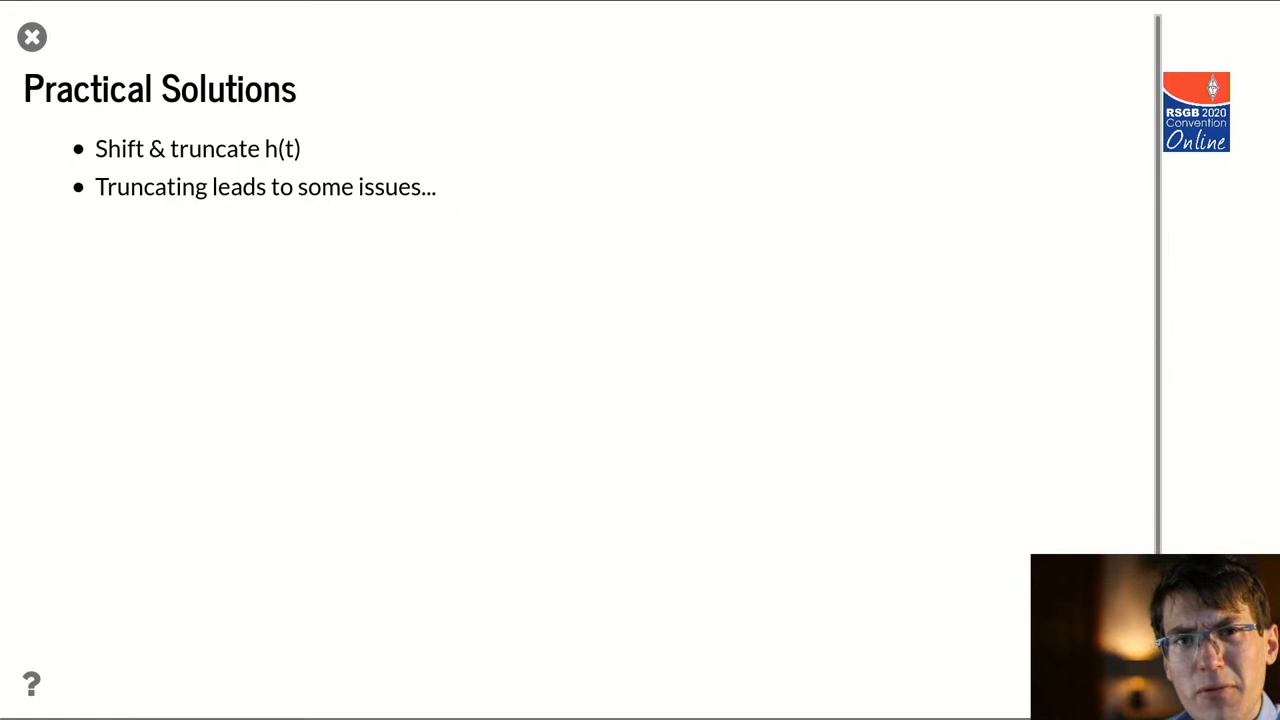 Practical Solutions
• Shift & truncate h(t)
• Truncating leads to some issues...
RSGB 2020
Convention
Online
?